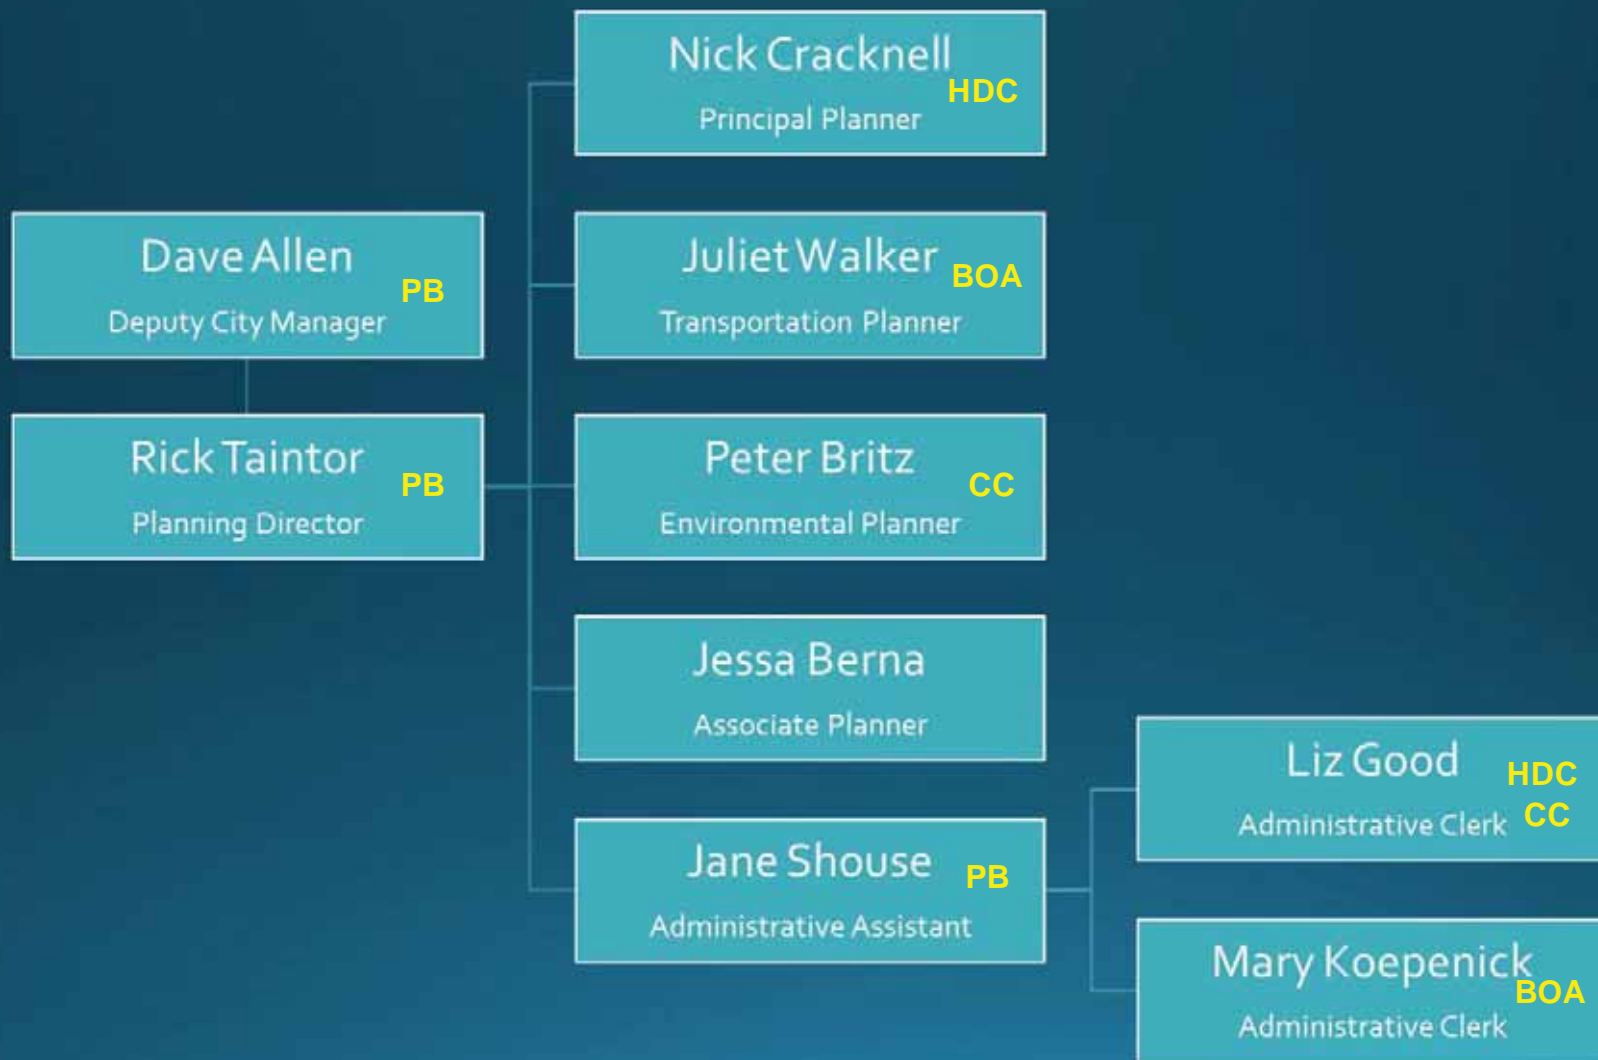 Nick Cracknell
HDC
Principal Planner
Dave Allen
PB
Deputy City Manager
Juliet Walker
BOA
Transportation Planner
Rick Taintor
PB
Planning Director
Peter Britz
CC
Environmental Planner
Jessa Berna
Associate Planner
Jane Shouse
PB
Administrative Assistant
Liz Good
HDC
Administrative Clerk
CC
Mary Koepenick
BOA
Administrative Clerk